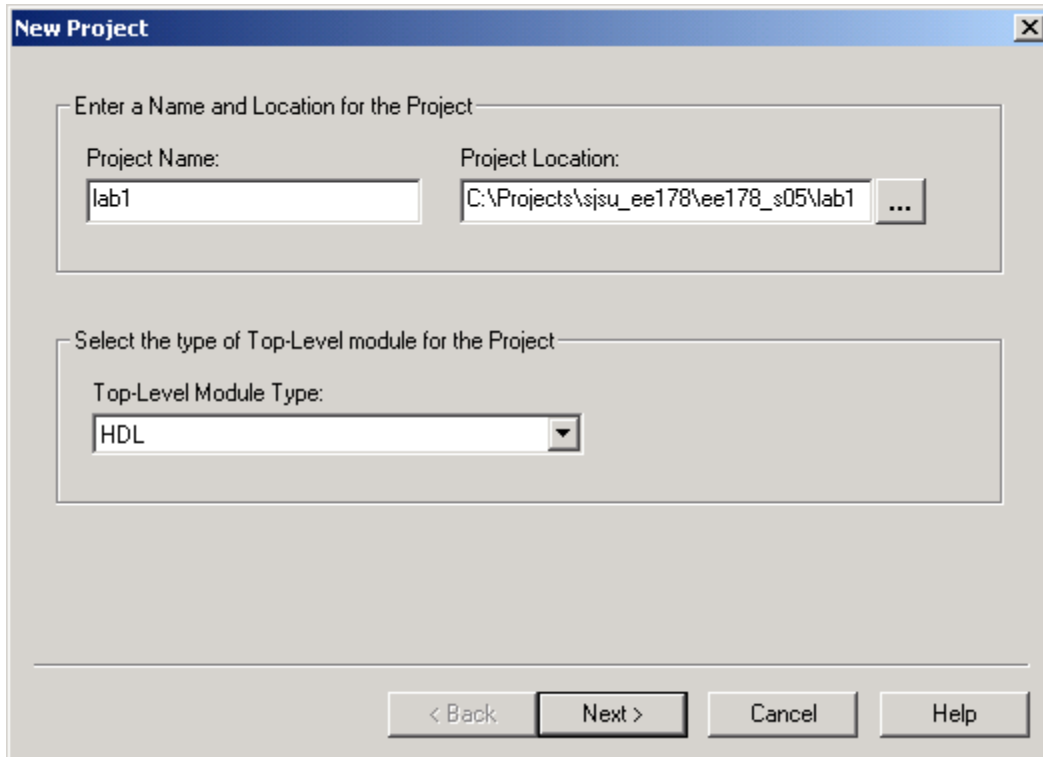 New Project
Enter a Name and Location for the Project
Project Name:
Project Location:
lab1
C:\Projects\sjsu_ee178\ee178_s05\lab1
...
Select the type of Top-Level module for the Project
Top-Level Module Type:
HDL
< Back
Next >
Cancel
Help